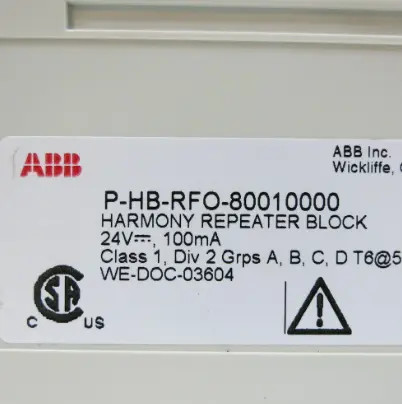 ABB
ABB Inc.
Wickliffe,
P-HB-RFO-80010000
HARMONY REPEATER BLOCK
24V⎓, 100mA
Class 1, Div 2 Grps A, B, C, D T6@5
WE-DOC-03604
CSA
C US